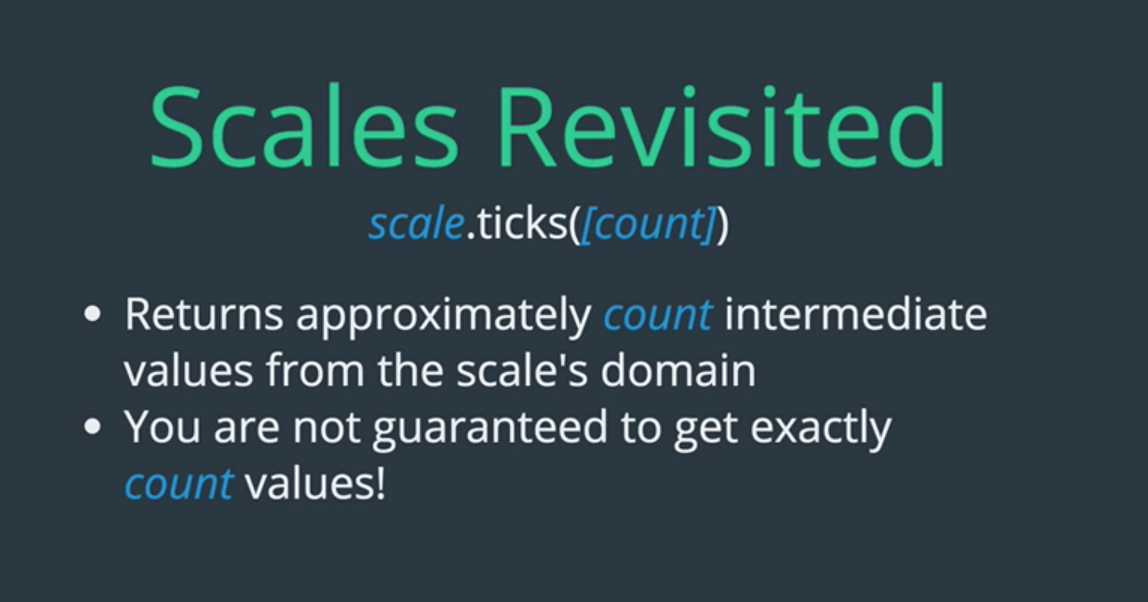 Scales Revisited
scale.ticks([count])
• Returns approximately count intermediate
values from the scale's domain
• You are not guaranteed to get exactly
count values!